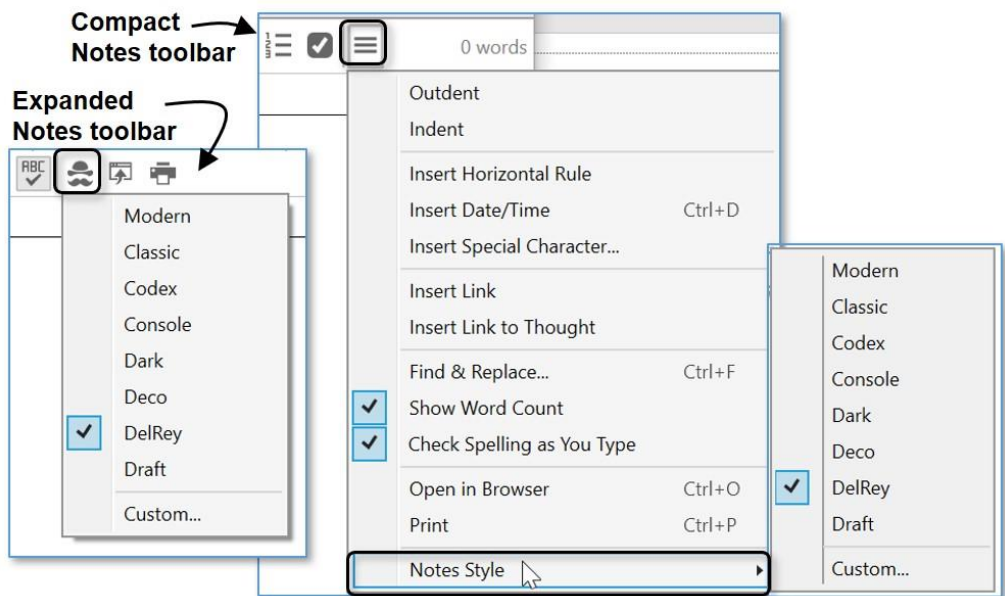 Compact
Notes toolbar
Expanded
Notes toolbar
1
2
3
0 words
ABC
Modern
Classic
Codex
Console
Dark
Deco
DelRey
Draft
Custom...
Outdent
Indent
Insert Horizontal Rule
Insert Date/Time Ctrl+D
Insert Special Character...
Insert Link
Insert Link to Thought
Find & Replace... Ctrl+F
Show Word Count
Check Spelling as You Type
Open in Browser Ctrl+O
Print Ctrl+P
Notes Style
Modern
Classic
Codex
Console
Dark
Deco
DelRey
Draft
Custom...